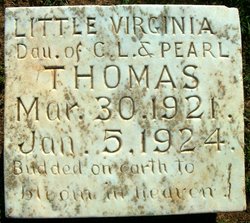 LITTLE VIRGINIA
Dau. of C.L. & PEARL
THOMAS
Mar. 30. 1921.
Jan. 5. 1924.
Budded on earth to
bloom in heaven.